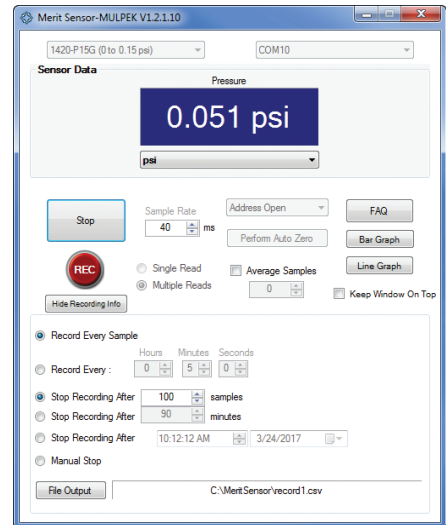 Merit Sensor-MULPEK V1.2.1.10
1420-P15G (0 to 0.15 psi) COM10
Sensor Data
Pressure
0.051 psi
psi
Stop Sample Rate Address Open FAQ
40 ms Perform Auto Zero Bar Graph
REC Single Read Average Samples Line Graph
Multiple Reads 0 Keep Window On Top
Hide Recording Info
Record Every Sample
Hours Minutes Seconds
Record Every : 0 5 0
Stop Recording After 100 samples
Stop Recording After 90 minutes
Stop Recording After 10:12:12 AM 3/24/2017
Manual Stop
File Output C:\MeritSensor\record1.csv